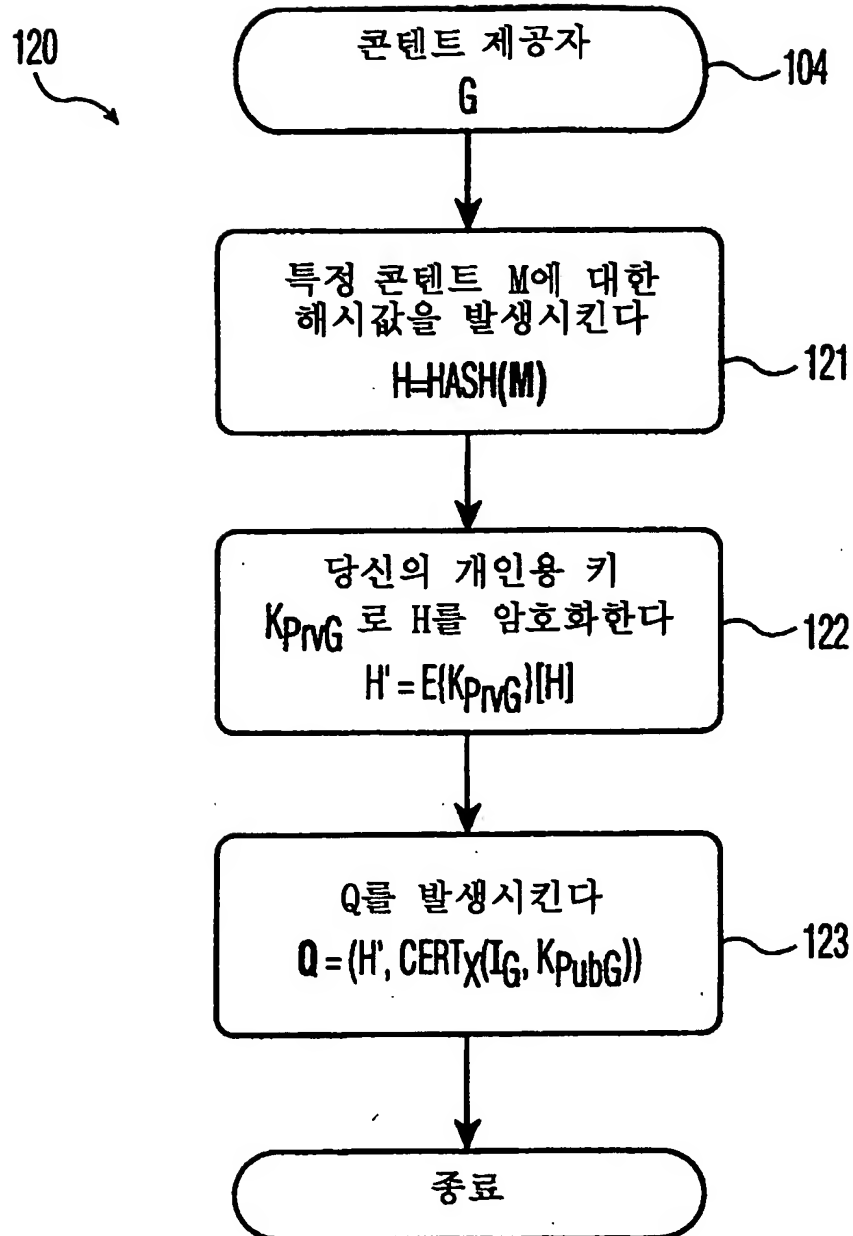 120
콘텐트 제공자
G
104
특정 콘텐트 M에 대한
해시값을 발생시킨다
H=HASH(M)
121
당신의 개인용 키
KPrvG 로 H를 암호화한다
H' = E{KPrvG}[H]
122
Q를 발생시킨다
Q = (H', CERTX(IG, KPubG))
123
종료